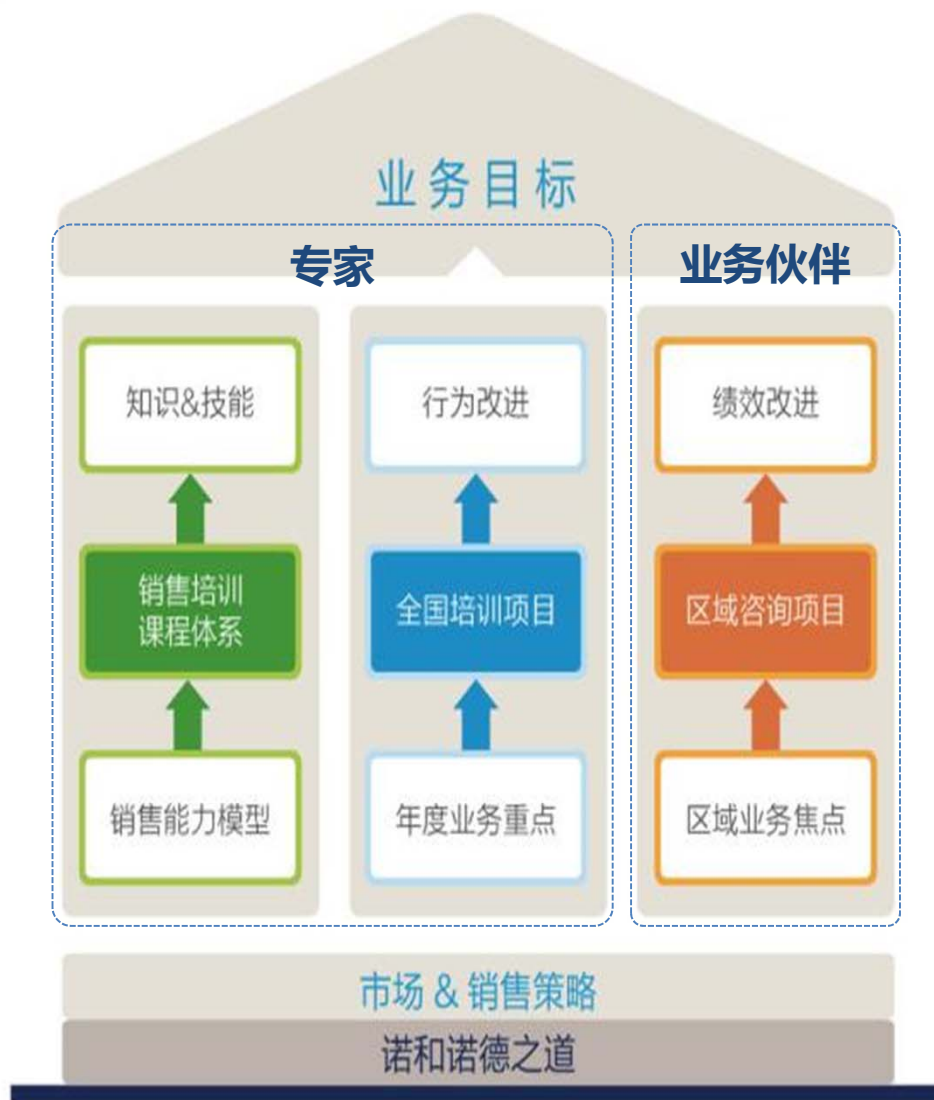 业务目标
专家
业务伙伴
知识&技能
行为改进
绩效改进
销售培训
课程体系
全国培训项目
区域咨询项目
销售能力模型
年度业务重点
区域业务焦点
市场 & 销售策略
诺和诺德之道